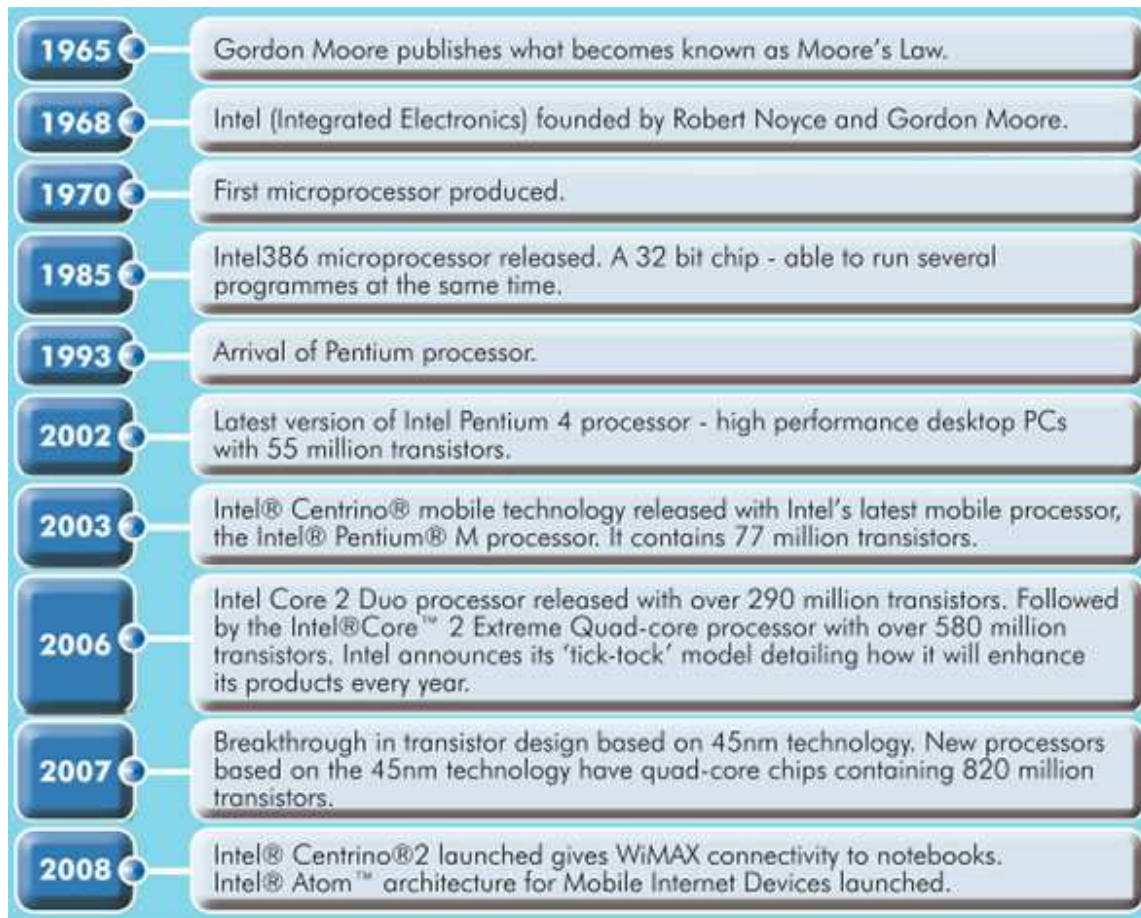 1965
Gordon Moore publishes what becomes known as Moore's Law.
1968
Intel (Integrated Electronics) founded by Robert Noyce and Gordon Moore.
1970
First microprocessor produced.
1985
Intel386 microprocessor released. A 32 bit chip - able to run several
programmes at the same time.
1993
Arrival of Pentium processor.
2002
Latest version of Intel Pentium 4 processor - high performance desktop PCs
with 55 million transistors.
2003
Intel® Centrino® mobile technology released with Intel's latest mobile processor,
the Intel® Pentium® M processor. It contains 77 million transistors.
2006
Intel Core 2 Duo processor released with over 290 million transistors. Followed
by the Intel®Core™ 2 Extreme Quad-core processor with over 580 million
transistors. Intel announces its ‘tick-tock’ model detailing how it will enhance
its products every year.
2007
Breakthrough in transistor design based on 45nm technology. New processors
based on the 45nm technology have quad-core chips containing 820 million
transistors.
2008
Intel® Centrino®2 launched gives WiMAX connectivity to notebooks.
Intel® Atom™ architecture for Mobile Internet Devices launched.